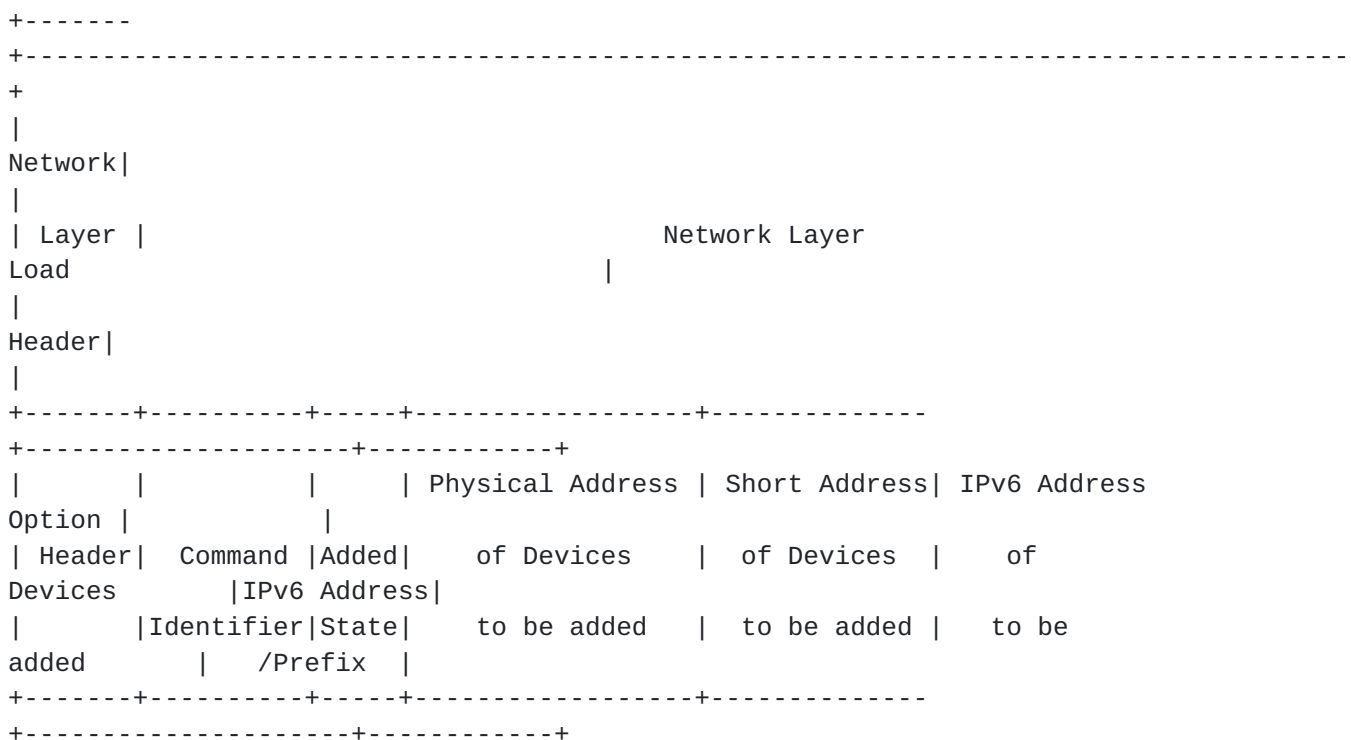 +-------
+-------------------------------------------------------------------------------------
+
|
Network|
|
| Layer |                                 Network Layer
Load                                  |
|
Header|
|
+-------+----------+-----+------------------+--------------
+---------------------+------------+
|       |          |     | Physical Address | Short Address| IPv6 Address
Option |            |
| Header|  Command |Added|    of Devices    |  of Devices  |    of
Devices       |IPv6 Address|
|       |Identifier|State|    to be added   |  to be added |   to be
added       |   /Prefix  |
+-------+----------+-----+------------------+--------------
+---------------------+------------+